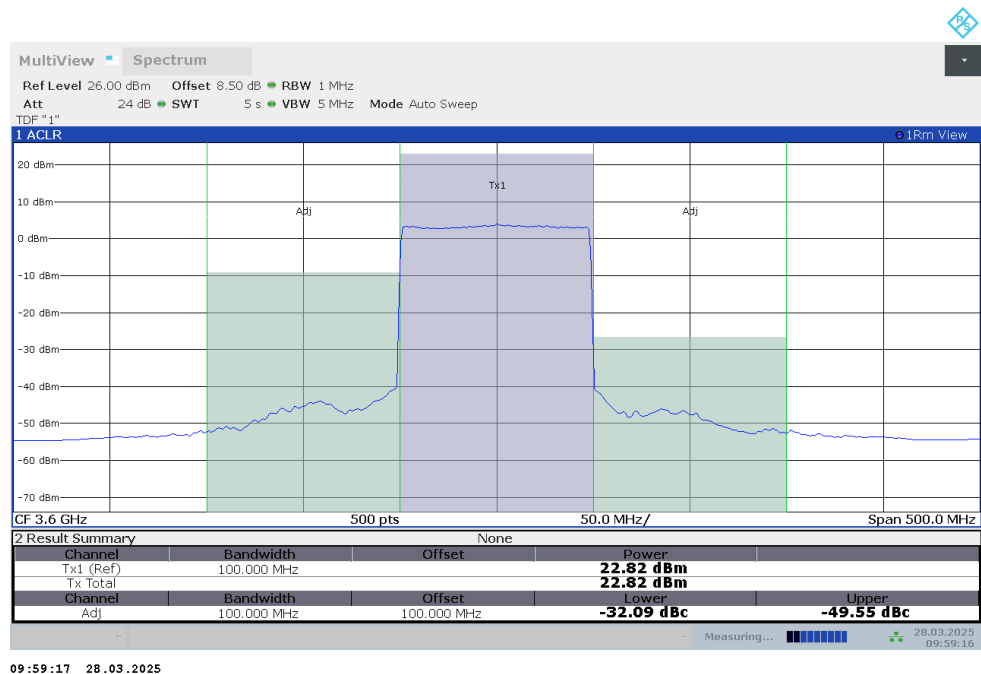 R&S
MultiView Spectrum
Ref Level 26.00 dBm Offset 8.50 dB RBW 1 MHz
Att 24 dB SWT 5 s VBW 5 MHz Mode Auto Sweep
TDF "1"
1 ACLR 1Rm View
20 dBm
Tx1
10 dBm
Adj Adj
0 dBm
-10 dBm
-20 dBm
-30 dBm
-40 dBm
-50 dBm
-60 dBm
-70 dBm
CF 3.6 GHz 500 pts 50.0 MHz/ Span 500.0 MHz
2 Result Summary None
Channel Bandwidth Offset Power
Tx1 (Ref) 100.000 MHz 22.82 dBm
Tx Total 22.82 dBm
Channel Bandwidth Offset Lower Upper
Adj 100.000 MHz 100.000 MHz -32.09 dBc -49.55 dBc
Measuring... 28.03.2025
09:59:16
09:59:17 28.03.2025